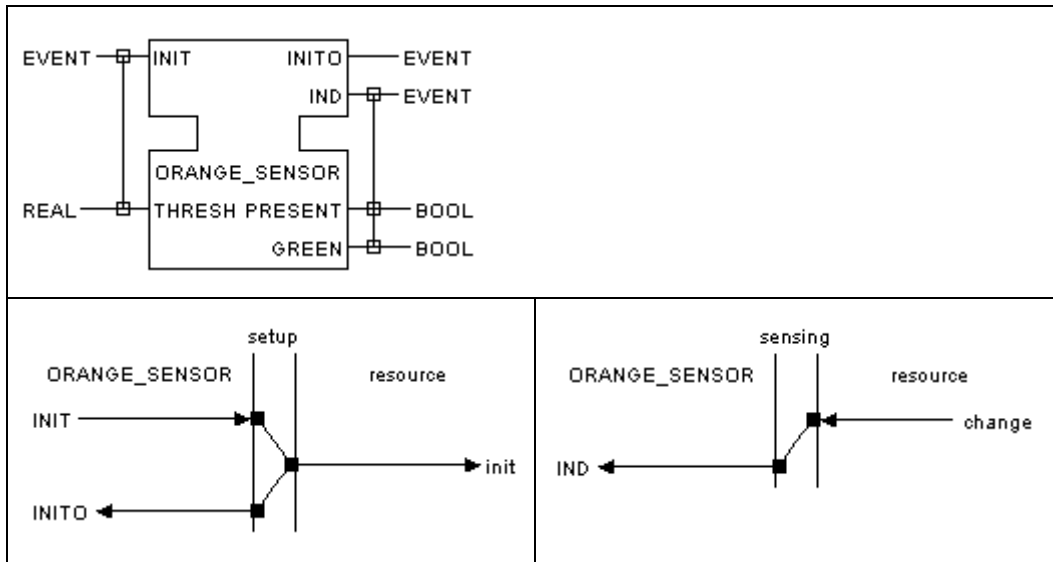 EVENT INIT INITO EVENT
IND EVENT
ORANGE_SENSOR
REAL THRESH PRESENT BOOL
GREEN BOOL
setup
ORANGE_SENSOR resource
INIT
init
INITO
sensing
ORANGE_SENSOR resource
change
IND